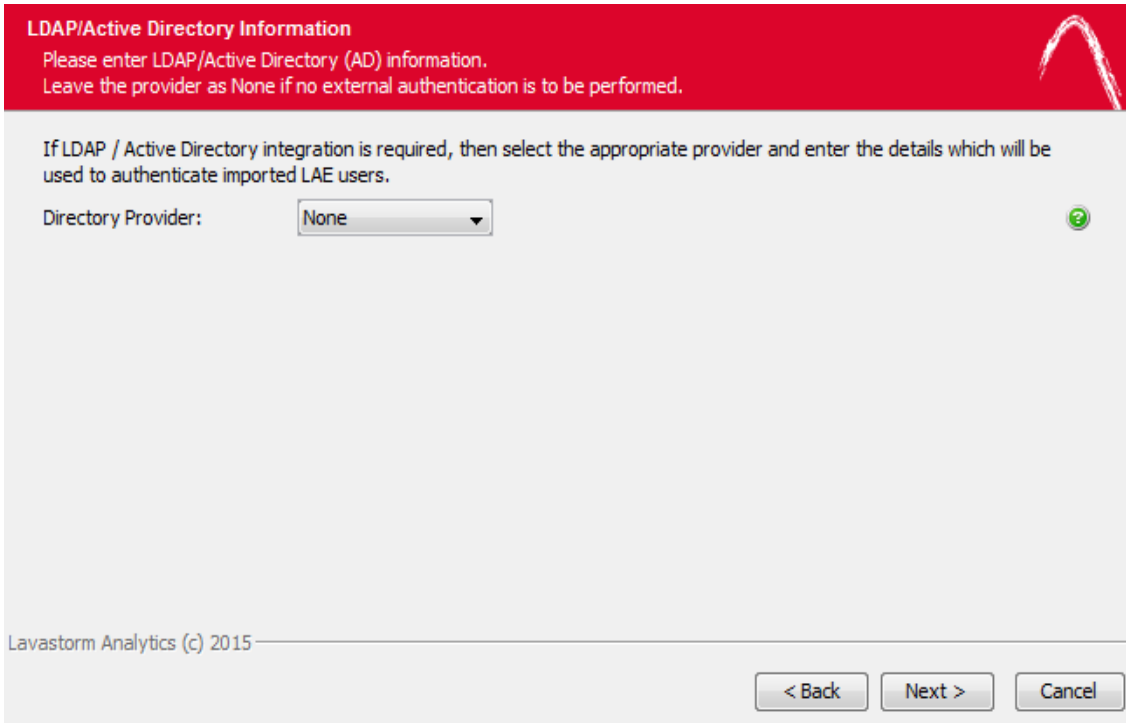 LDAP/Active Directory Information
Please enter LDAP/Active Directory (AD) information.
Leave the provider as None if no external authentication is to be performed.
If LDAP / Active Directory integration is required, then select the appropriate provider and enter the details which will be
used to authenticate imported LAE users.
Directory Provider: None
?
Lavastorm Analytics (c) 2015
< Back Next > Cancel